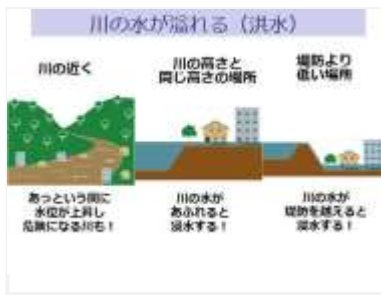 川の水が溢れる（洪水）
川の近く
川の高さと
同じ高さの場所
堤防より
低い場所
あっという間に
水位が上昇し
危険になる川も！
川の水が
あふれると
浸水する！
川の水が
堤防を越えると
浸水する！